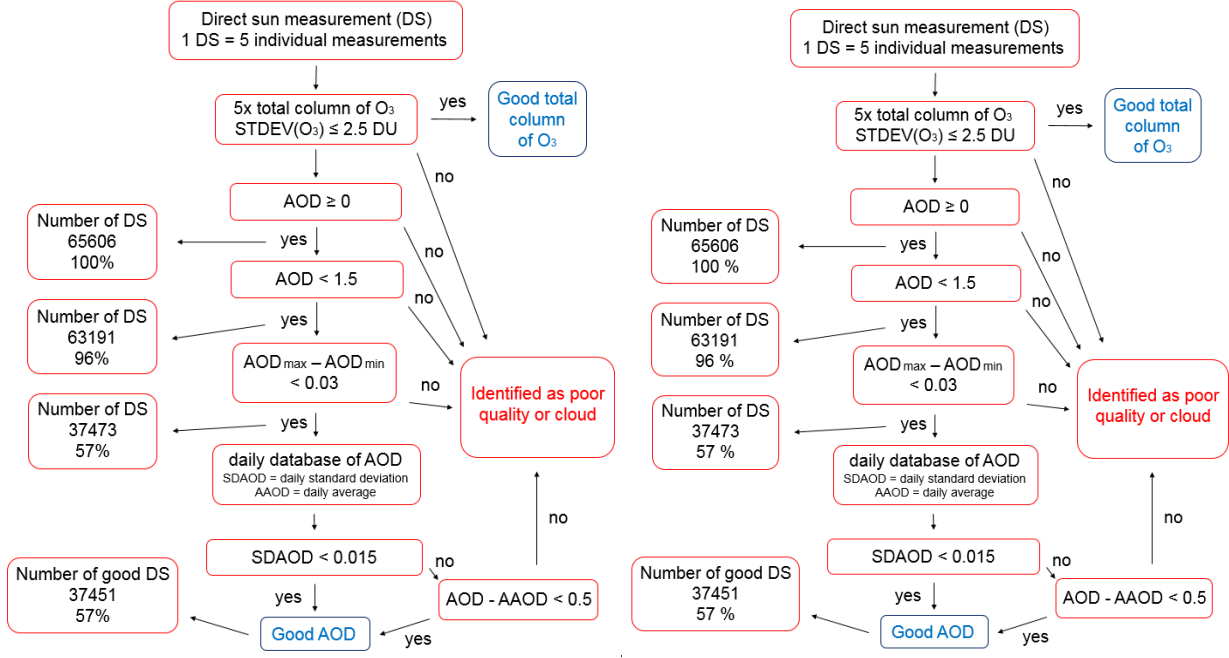 Direct sun measurement (DS)
1 DS = 5 individual measurements
5x total column of O₃
STDEV(O₃) ≤ 2.5 DU
yes
Good total
column
of O₃
no
AOD ≥ 0
Number of DS
65606
100%
yes
no
AOD < 1.5
no
Number of DS
63191
96%
yes
AODmax – AODmin
< 0.03
no
Identified as poor
quality or cloud
Number of DS
37473
57%
yes
daily database of AOD
SDAOD = daily standard deviation
AAOD = daily average
no
SDAOD < 0.015
no
Number of good DS
37451
57%
yes
AOD - AAOD < 0.5
Good AOD
yes
Direct sun measurement (DS)
1 DS = 5 individual measurements
5x total column of O₃
STDEV(O₃) ≤ 2.5 DU
yes
Good total
column
of O₃
no
AOD ≥ 0
Number of DS
65606
100 %
yes
no
AOD < 1.5
no
Number of DS
63191
96 %
yes
AODmax – AODmin
< 0.03
no
Identified as poor
quality or cloud
Number of DS
37473
57 %
yes
daily database of AOD
SDAOD = daily standard deviation
AAOD = daily average
no
SDAOD < 0.015
no
Number of good DS
37451
57 %
yes
AOD - AAOD < 0.5
Good AOD
yes